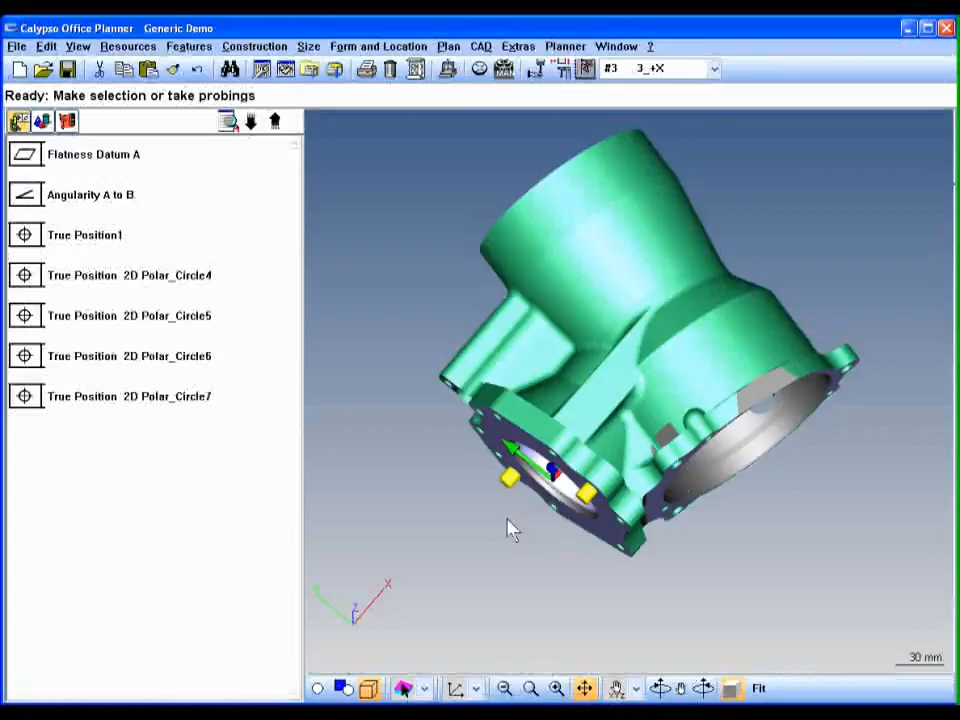 Calypso Office Planner Generic Demo
File Edit View Resources Features Construction Size Form and Location Plan CAD Extras Planner Window ?
#3 3_+X
Ready: Make selection or take probings
Flatness Datum A
Angularity A to B
True Position1
True Position 2D Polar_Circle4
True Position 2D Polar_Circle5
True Position 2D Polar_Circle6
True Position 2D Polar_Circle7
X
Y
Z
30 mm
Fit